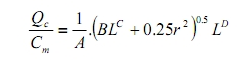 Q_c / C_m = 1/A .(BL^C + 0.25r^2)^0.5 L^D